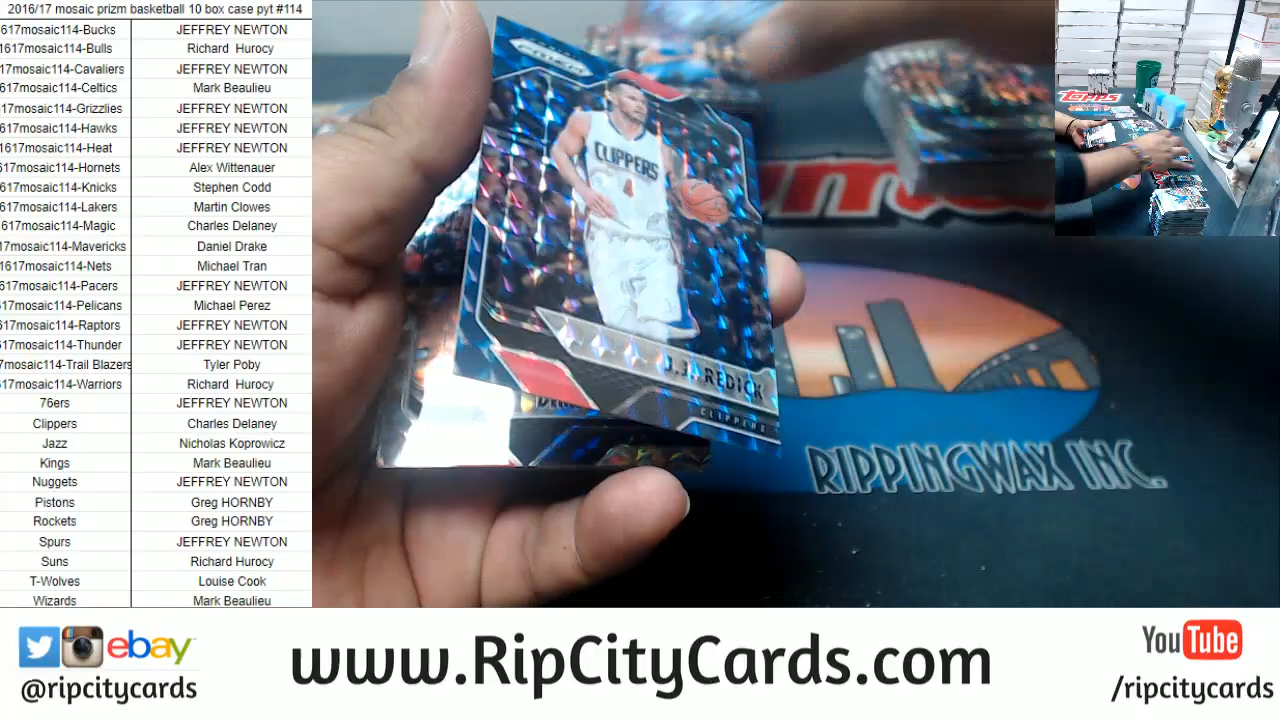 2016/17 mosaic prizm basketball 10 box case pyt #114
617mosaic114-Bucks JEFFREY NEWTON
617mosaic114-Bulls Richard Hurocy
17mosaic114-Cavaliers JEFFREY NEWTON
617mosaic114-Celtics Mark Beaulieu
617mosaic114-Grizzlies JEFFREY NEWTON
617mosaic114-Hawks JEFFREY NEWTON
1617mosaic114-Heat JEFFREY NEWTON
617mosaic114-Hornets Alex Wittenauer
617mosaic114-Knicks Stephen Codd
617mosaic114-Lakers Martin Clowes
1617mosaic114-Magic Charles Delaney
17mosaic114-Mavericks Daniel Drake
1617mosaic114-Nets Michael Tran
617mosaic114-Pacers JEFFREY NEWTON
617mosaic114-Pelicans Michael Perez
617mosaic114-Raptors JEFFREY NEWTON
617mosaic114-Thunder JEFFREY NEWTON
7mosaic114-Trail Blazers Tyler Poby
617mosaic114-Warriors Richard Hurocy
76ers JEFFREY NEWTON
Clippers Charles Delaney
Jazz Nicholas Koprowicz
Kings Mark Beaulieu
Nuggets JEFFREY NEWTON
Pistons Greg HORNBY
Rockets Greg HORNBY
Spurs JEFFREY NEWTON
Suns Richard Hurocy
T-Wolves Louise Cook
Wizards Mark Beaulieu
PRIZM
CLIPPERS
4
J.J. REDICK
CLIPPERS
TOPPS
RIPPINGWAX INC.
ebay
@ripcitycards
www.RipCityCards.com
YouTube
/ripcitycards